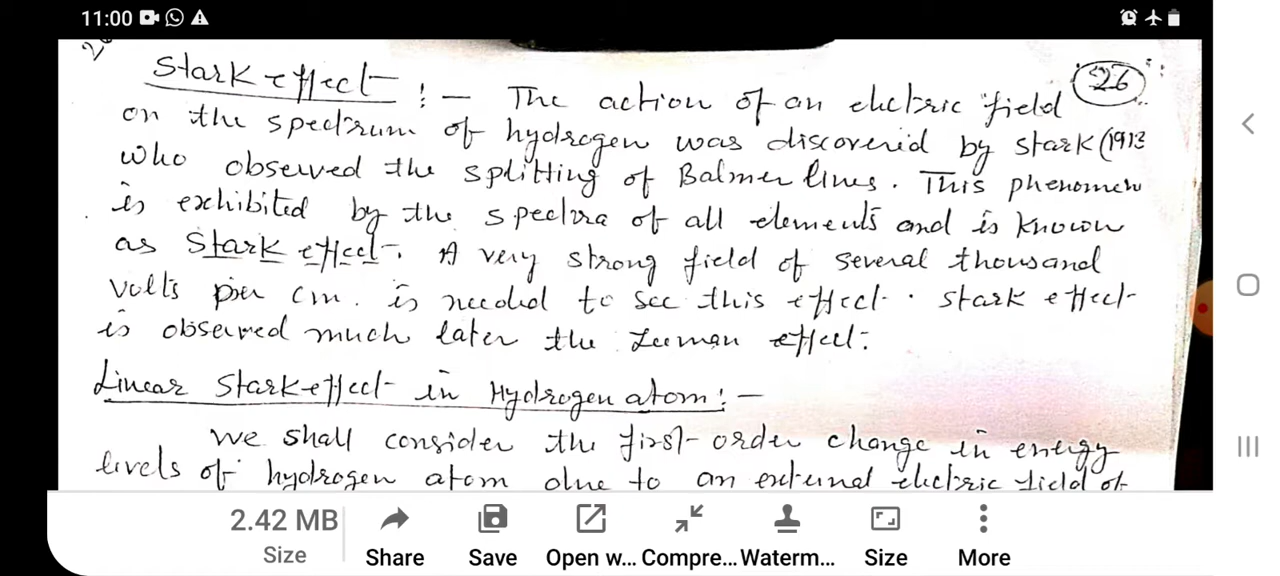 11:00
26
Stark effect :- The action of an electric field
on the spectrum of hydrogen was discovered by Stark (1913
who observed the splitting of Balmer lines. This phenomen
is exhibited by the spectra of all elements and is known
as Stark effect. A very strong field of several thousand
volts per cm. is needed to see this effect. Stark effect
is observed much later the Zeeman effect.
Linear Stark effect in Hydrogen atom :-
We shall consider the first-order change in energy
levels of hydrogen atom due to an external electric field of
2.42 MB
Size
Share
Save
Open w...
Compre...
Waterm...
Size
More